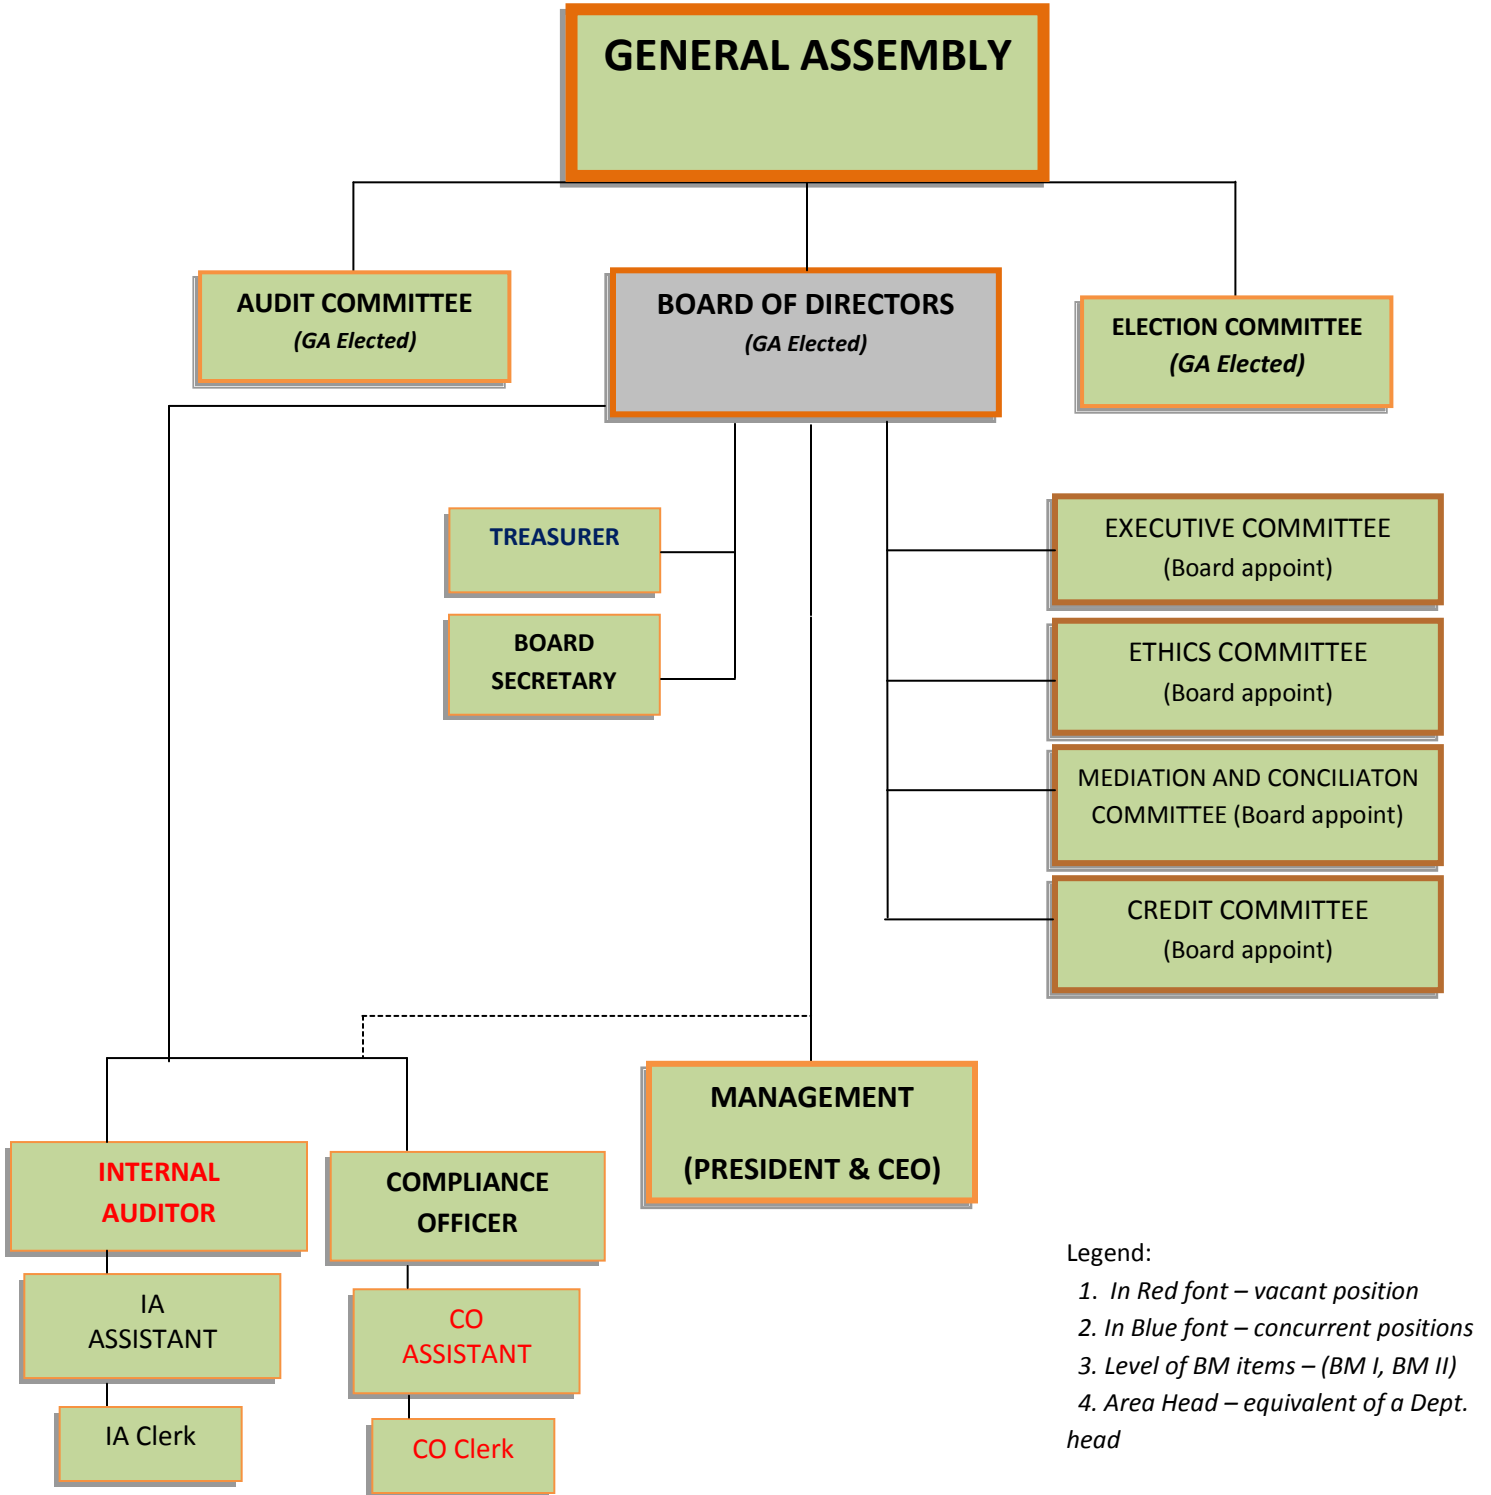 GENERAL ASSEMBLY
AUDIT COMMITTEE
(GA Elected)
BOARD OF DIRECTORS
(GA Elected)
ELECTION COMMITTEE
(GA Elected)
TREASURER
BOARD
SECRETARY
EXECUTIVE COMMITTEE
(Board appoint)
ETHICS COMMITTEE
(Board appoint)
MEDIATION AND CONCILIATON
COMMITTEE (Board appoint)
CREDIT COMMITTEE
(Board appoint)
MANAGEMENT
(PRESIDENT & CEO)
INTERNAL
AUDITOR
COMPLIANCE
OFFICER
IA
ASSISTANT
CO
ASSISTANT
IA Clerk
CO Clerk
Legend:
1. In Red font – vacant position
2. In Blue font – concurrent positions
3. Level of BM items – (BM I, BM II)
4. Area Head – equivalent of a Dept.
head